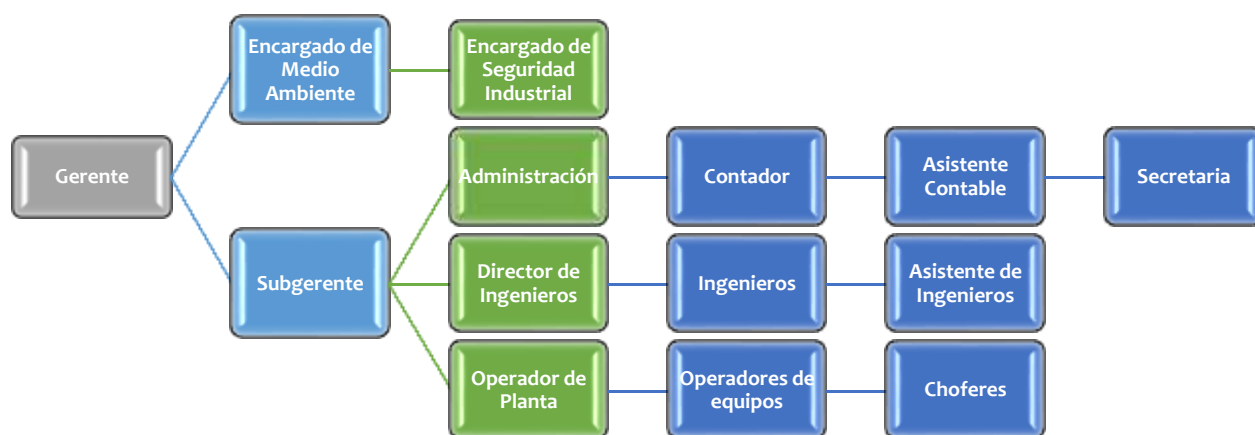 Encargado de
Medio
Ambiente
Encargado de
Seguridad
Industrial
Gerente
Administración
Contador
Asistente
Contable
Secretaria
Subgerente
Director de
Ingenieros
Ingenieros
Asistente de
Ingenieros
Operador de
Planta
Operadores de
equipos
Choferes